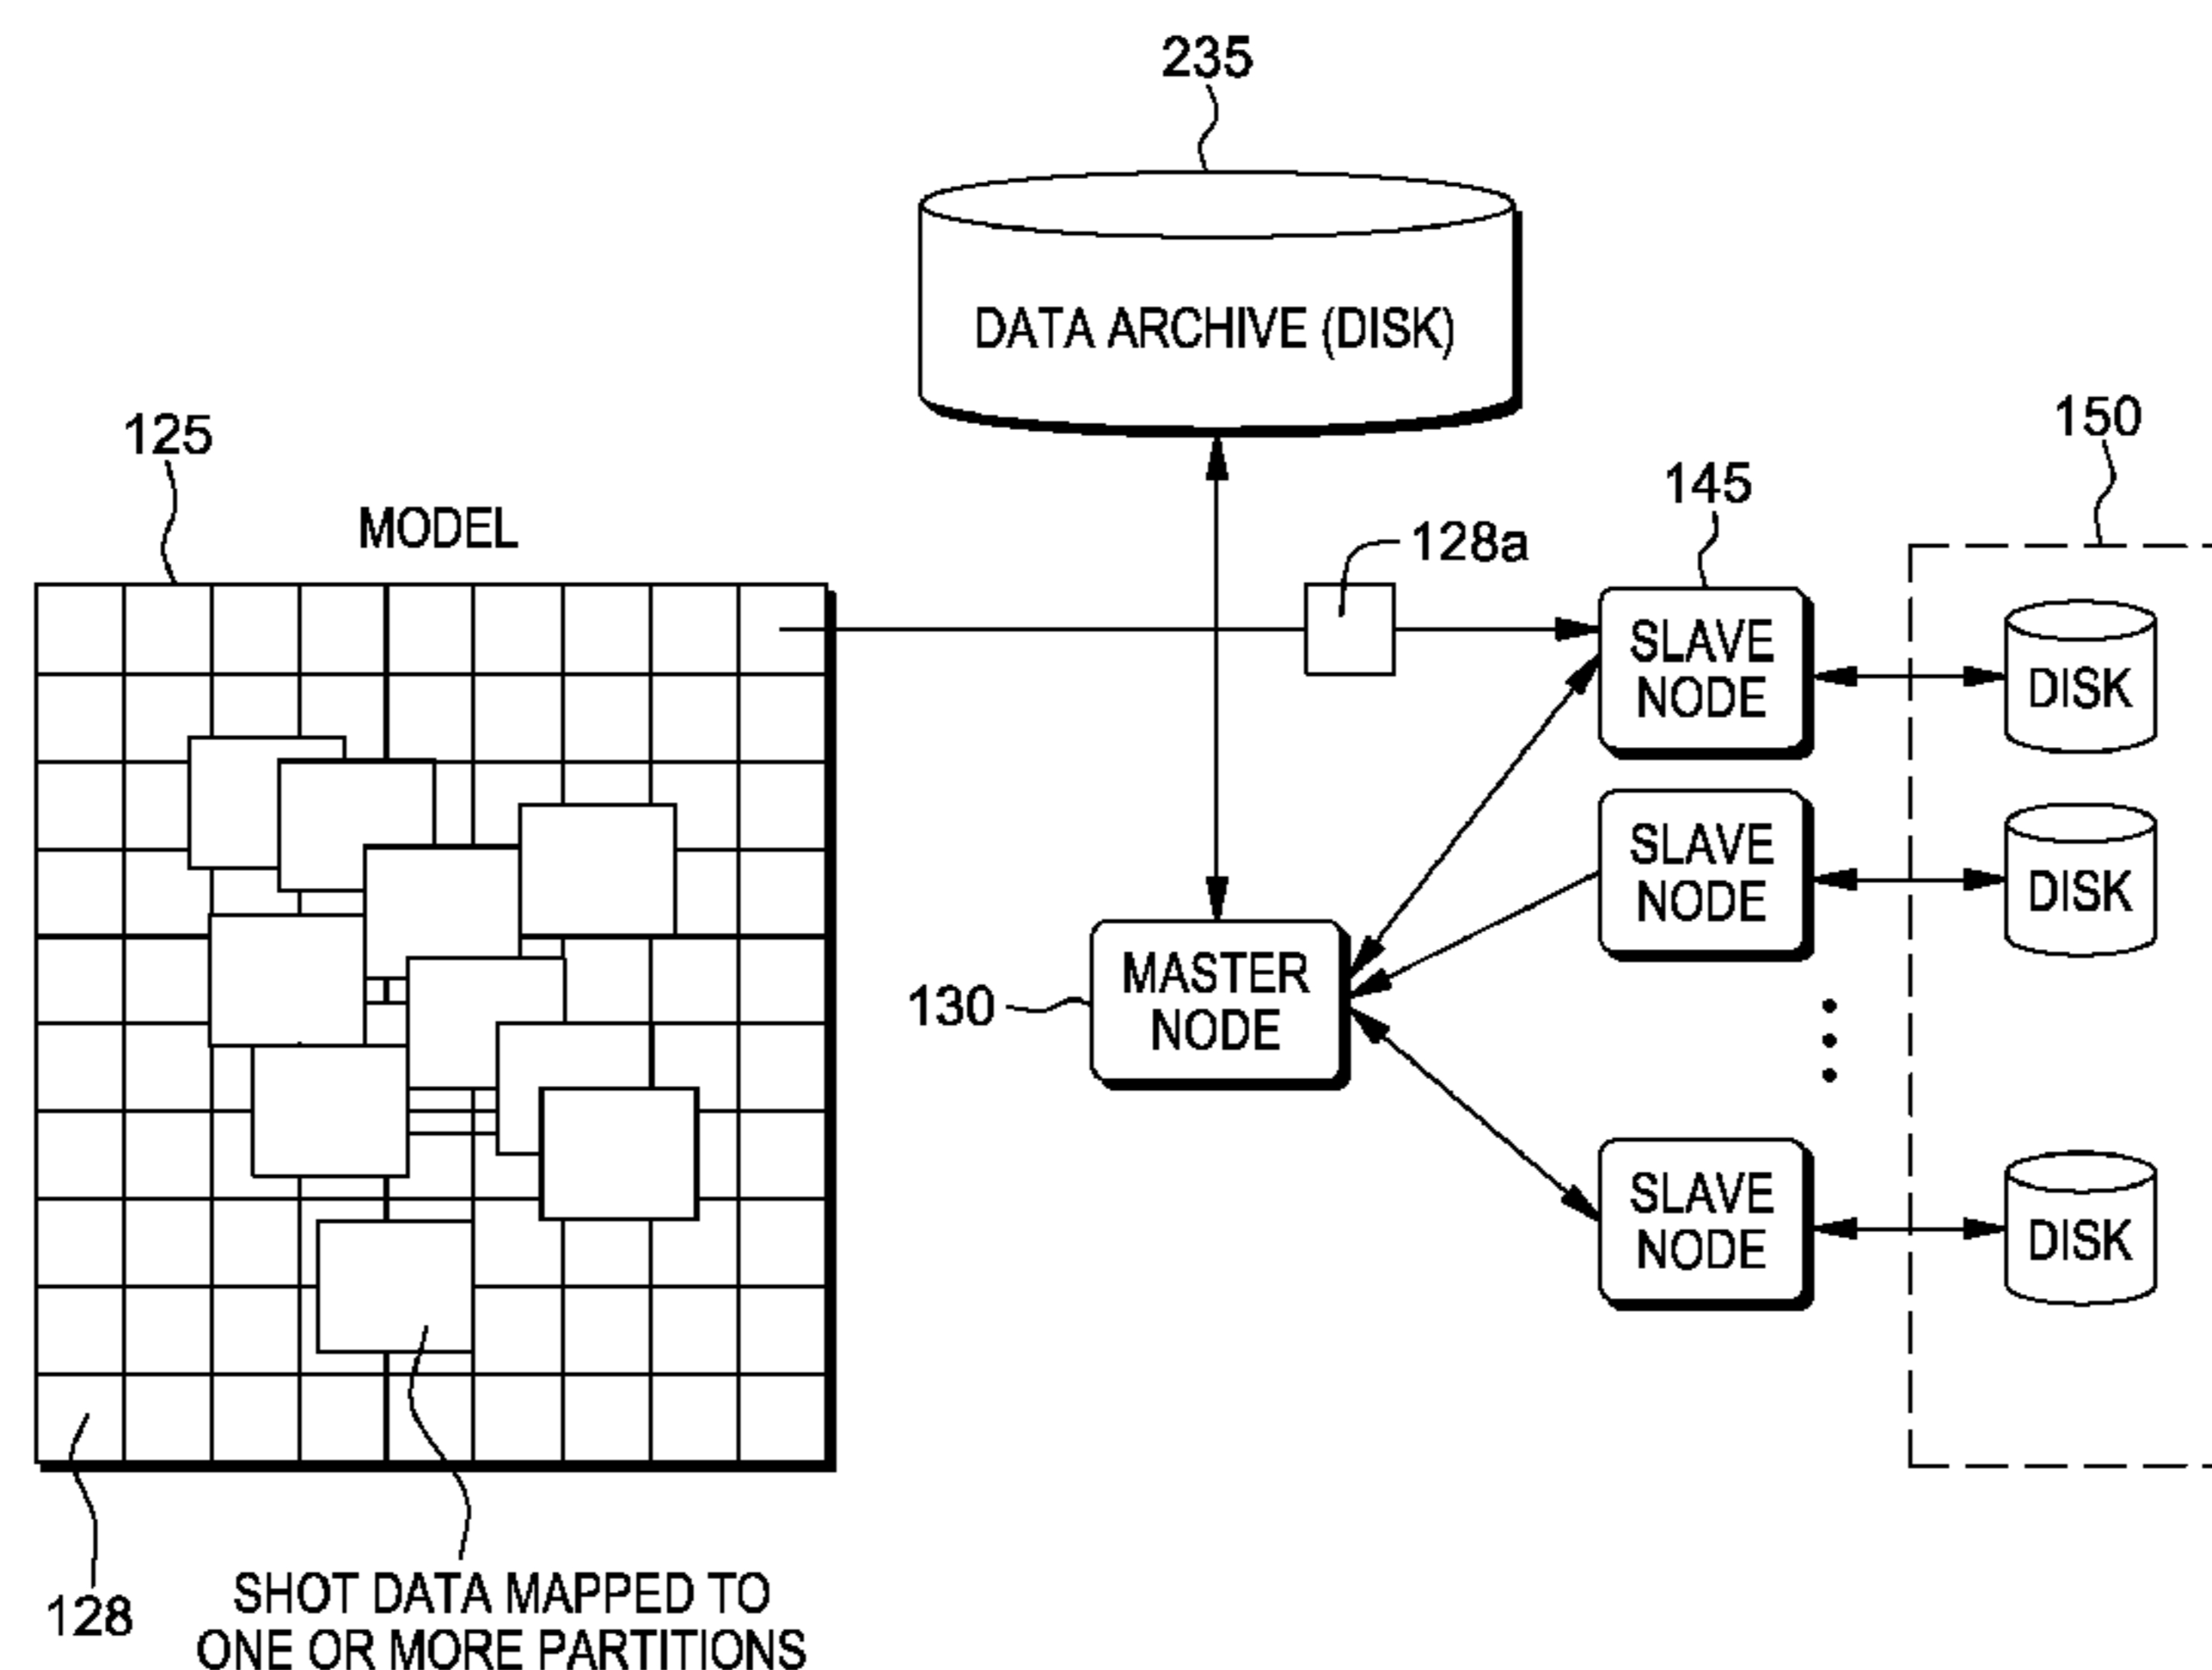 235
DATA ARCHIVE (DISK)
125
MODEL
128a
145
150
SLAVE
NODE
DISK
SLAVE
NODE
DISK
130
MASTER
NODE
SLAVE
NODE
DISK
128
SHOT DATA MAPPED TO
ONE OR MORE PARTITIONS